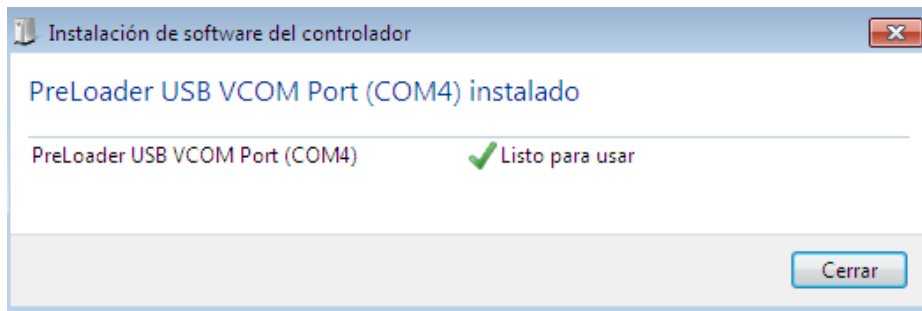 Instalación de software del controlador
PreLoader USB VCOM Port (COM4) instalado
PreLoader USB VCOM Port (COM4) Listo para usar
Cerrar